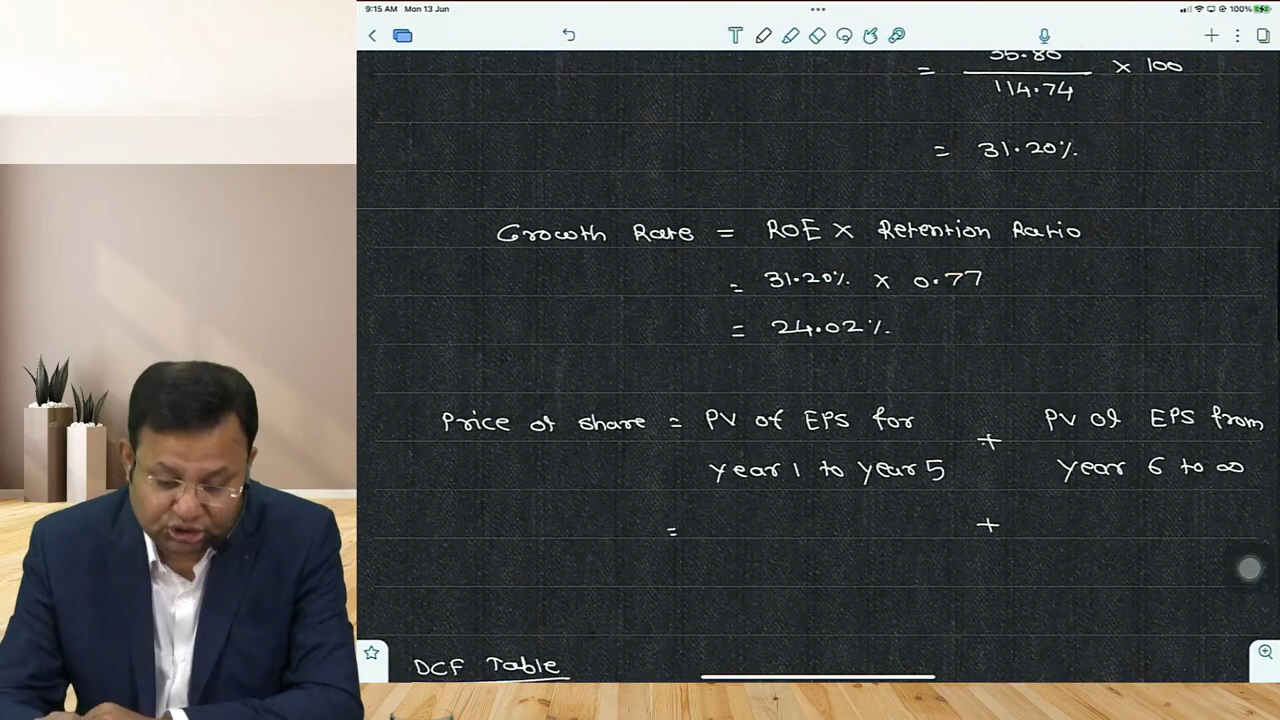 9:15 AM Mon 13 Jun
100%
T
= 35.80 / 114.74 X 100
= 31.20%
Growth Rate = ROE X Retention Ratio
= 31.20% X 0.77
= 24.02%
Price of share = PV of EPS for year 1 to year 5 + PV of EPS from year 6 to ∞
= +
DCF Table